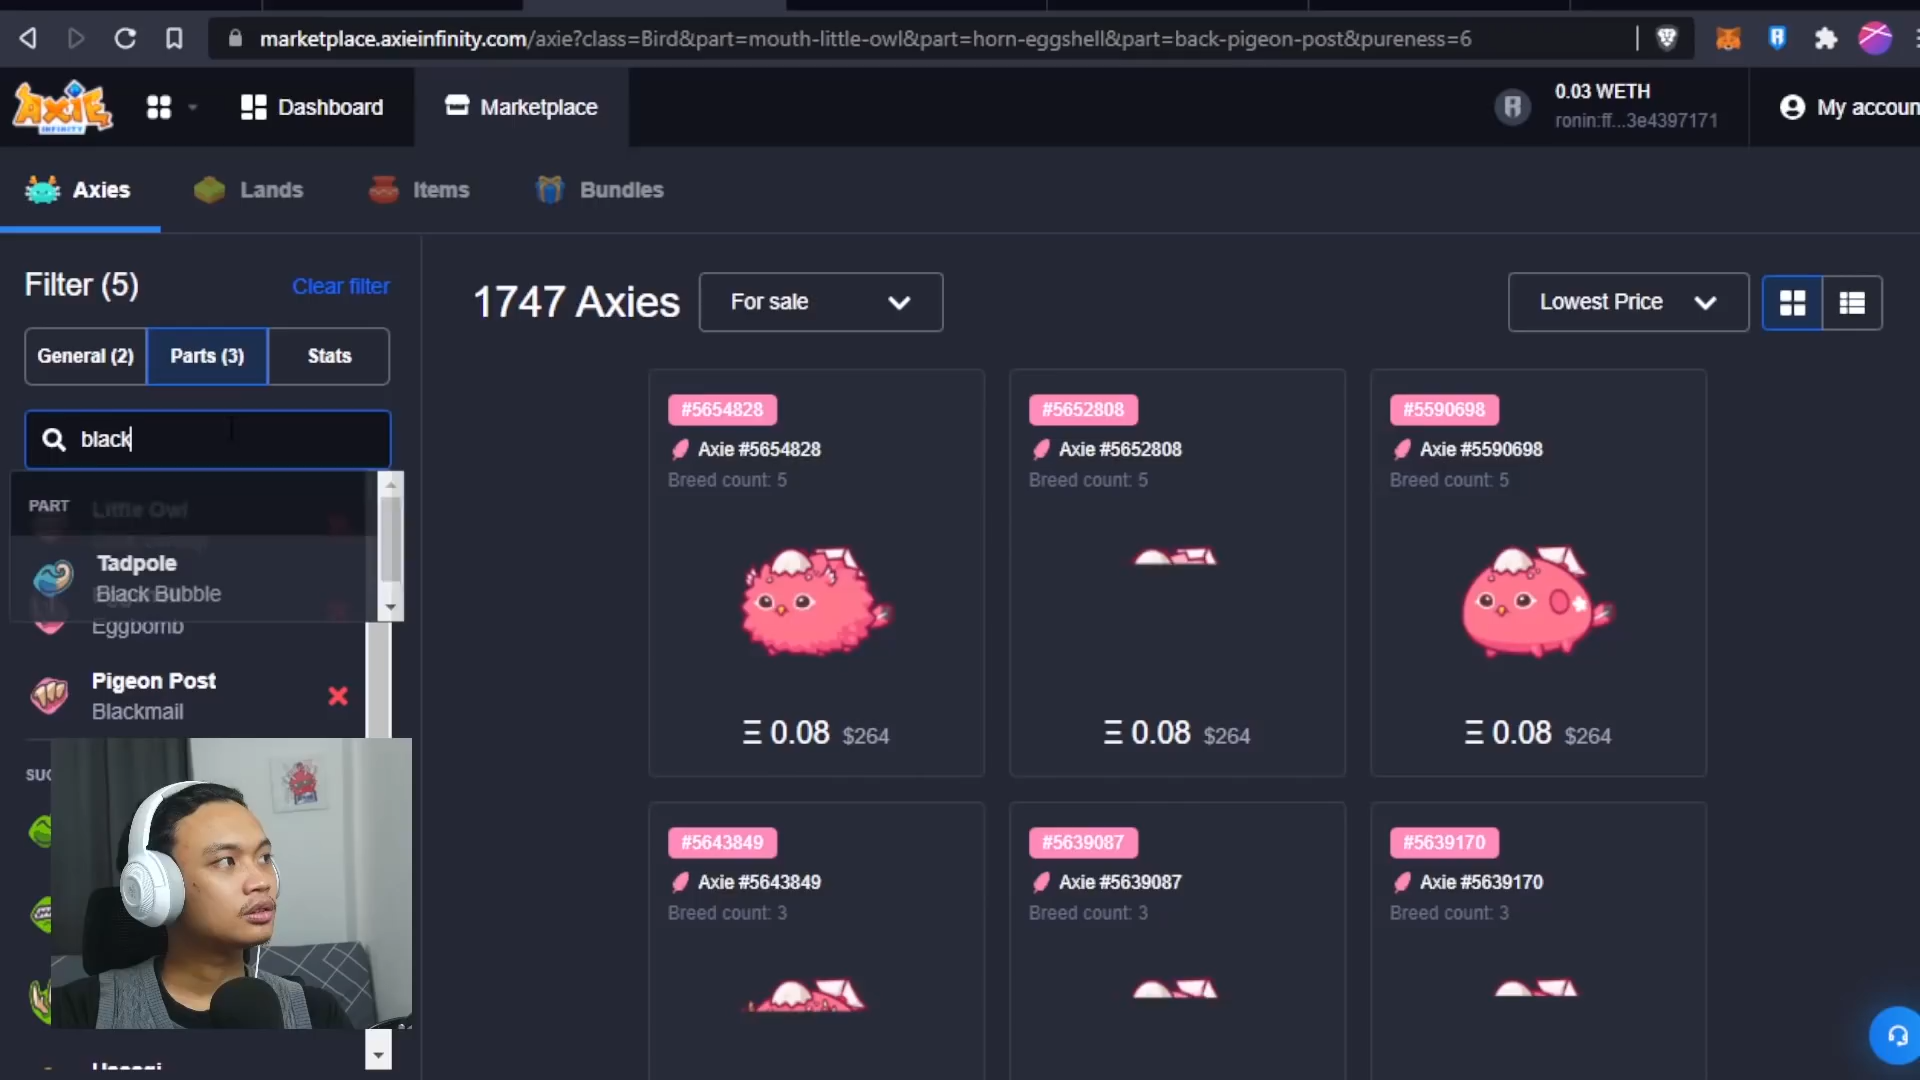 marketplace.axieinfinity.com/axie?class=Bird&part=mouth-little-owl&part=horn-eggshell&part=back-pigeon-post&pureness=6
AXIE
INFINITY
Dashboard
Marketplace
0.03 WETH
ronin:ff...3e4397171
My accoun
Axies
Lands
Items
Bundles
Filter (5)
Clear filter
General (2)
Parts (3)
Stats
black
PART
Little Owl
Tadpole
Black Bubble
Eggbomb
Pigeon Post
Blackmail
SUG
1747 Axies
For sale
Lowest Price
#5654828
Axie #5654828
Breed count: 5
Ξ 0.08 $264
#5652808
Axie #5652808
Breed count: 5
Ξ 0.08 $264
#5590698
Axie #5590698
Breed count: 5
Ξ 0.08 $264
#5643849
Axie #5643849
Breed count: 3
#5639087
Axie #5639087
Breed count: 3
#5639170
Axie #5639170
Breed count: 3